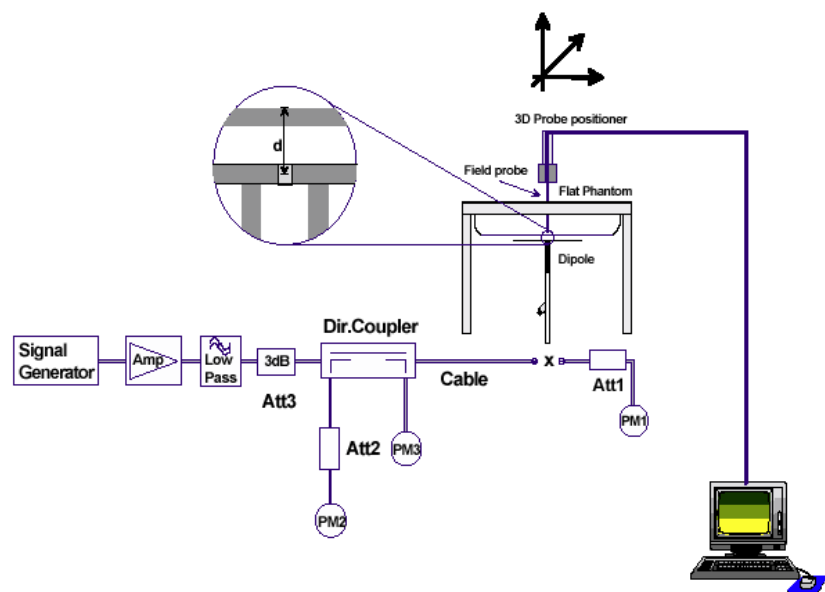 3D Probe positioner
d
Field probe
Flat Phantom
Dipole
Dir.Coupler
Signal
Generator
Amp
Low
Pass
3dB
Att3
Cable
x
Att1
PM1
Att2
PM3
PM2